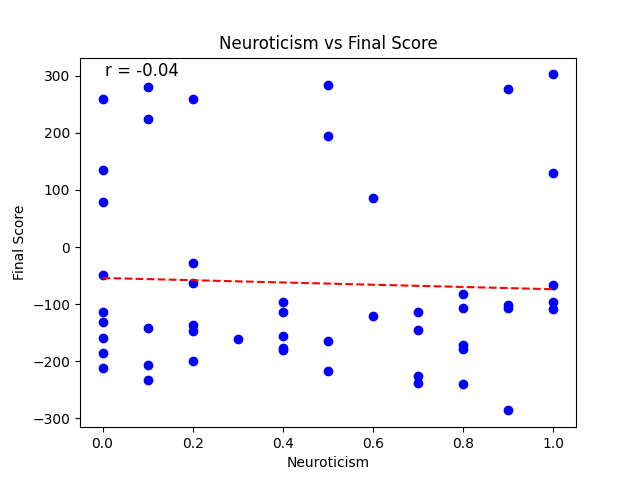 Neuroticism vs Final Score
r = -0.04
300
200
100
0
−100
−200
−300
Final Score
0.0 0.2 0.4 0.6 0.8 1.0
Neuroticism